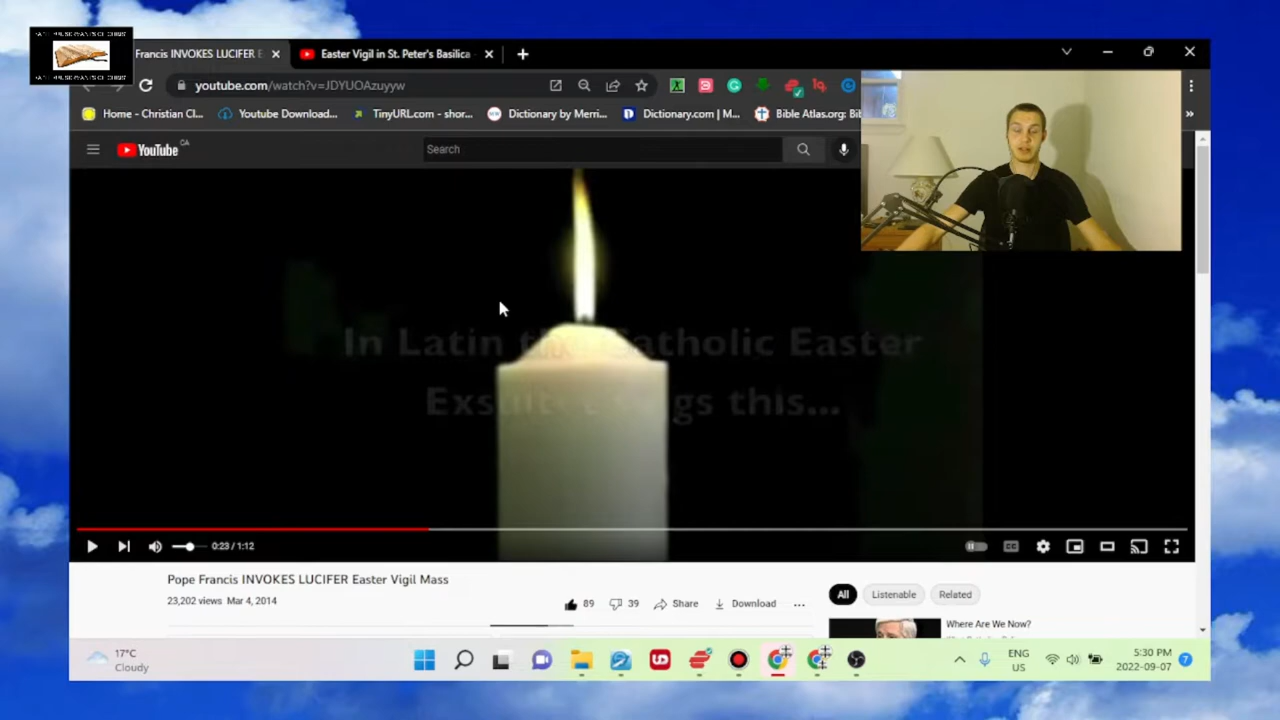 Francis INVOKES LUCIFER E
Easter Vigil in St. Peter's Basilica
youtube.com/watch?v=JDYUOAzuyyw
Home - Christian Cl...
Youtube Download...
TinyURL.com - shor...
Dictionary by Merri...
Dictionary.com | M...
Bible Atlas.org: Bi
YouTube CA
Search
In Latin the Catholic Easter
this...
0:23 / 1:12
Pope Francis INVOKES LUCIFER Easter Vigil Mass
23,202 views Mar 4, 2014
89
39
Share
Download
All
Listenable
Related
Where Are We Now?
17°C
Cloudy
ENG
US
5:30 PM
2022-09-07
7